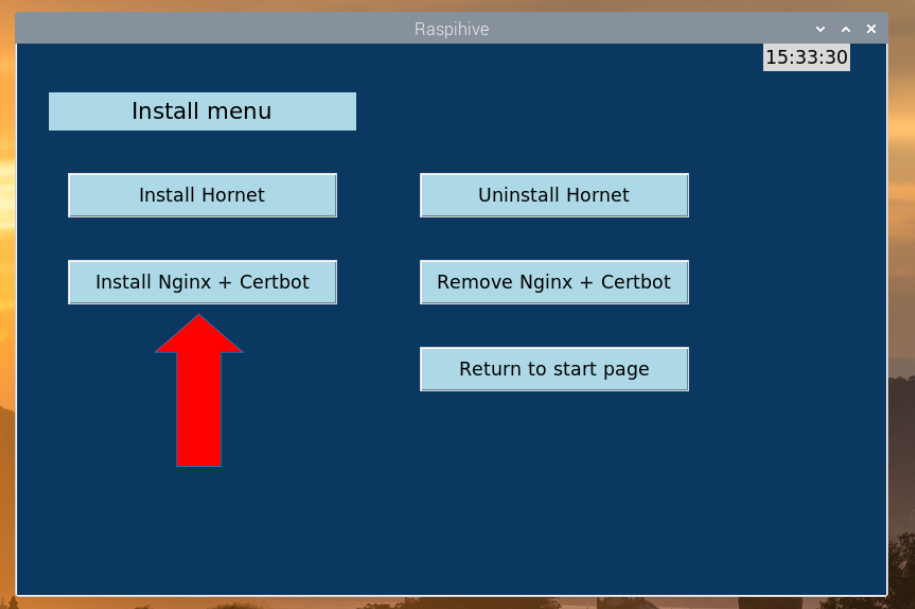 Raspihive
15:33:30
Install menu
Install Hornet
Uninstall Hornet
Install Nginx + Certbot
Remove Nginx + Certbot
Return to start page